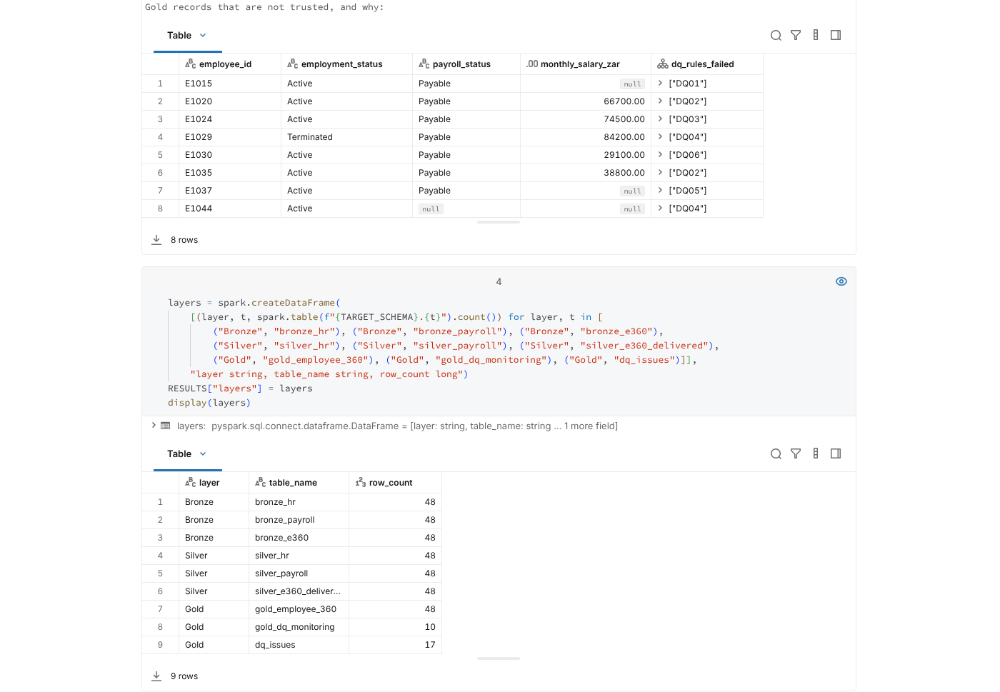 Gold records that are not trusted, and why:
Table
employee_id employment_status payroll_status .00 monthly_salary_zar dq_rules_failed
1 E1015 Active Payable null ["DQ01"]
2 E1020 Active Payable 66700.00 ["DQ02"]
3 E1024 Active Payable 74500.00 ["DQ03"]
4 E1029 Terminated Payable 84200.00 ["DQ04"]
5 E1030 Active Payable 29100.00 ["DQ06"]
6 E1035 Active Payable 38800.00 ["DQ02"]
7 E1037 Active Payable null ["DQ05"]
8 E1044 Active null null ["DQ04"]
8 rows
4
layers = spark.createDataFrame(
[(layer, t, spark.table(f"{TARGET_SCHEMA}.{t}").count()) for layer, t in [
("Bronze", "bronze_hr"), ("Bronze", "bronze_payroll"), ("Bronze", "bronze_e360"),
("Silver", "silver_hr"), ("Silver", "silver_payroll"), ("Silver", "silver_e360_delivered"),
("Gold", "gold_employee_360"), ("Gold", "gold_dq_monitoring"), ("Gold", "dq_issues")]],
"layer string, table_name string, row_count long")
RESULTS["layers"] = layers
display(layers)
layers: pyspark.sql.connect.dataframe.DataFrame = [layer: string, table_name: string ... 1 more field]
Table
layer table_name row_count
1 Bronze bronze_hr 48
2 Bronze bronze_payroll 48
3 Bronze bronze_e360 48
4 Silver silver_hr 48
5 Silver silver_payroll 48
6 Silver silver_e360_deliver... 48
7 Gold gold_employee_360 48
8 Gold gold_dq_monitoring 10
9 Gold dq_issues 17
9 rows